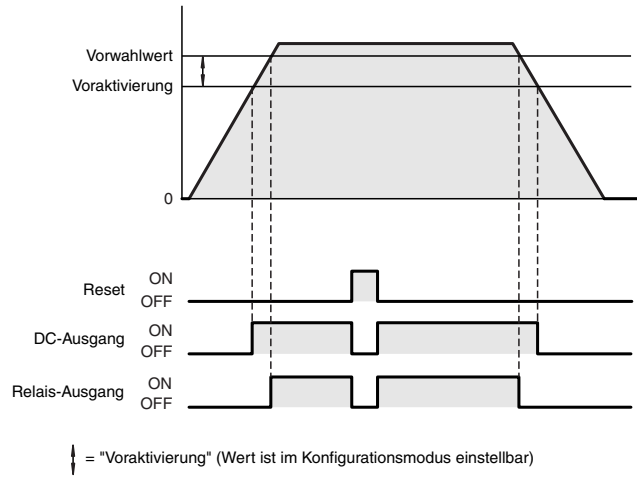 Vorwahlwert
Voraktivierung
0
Reset
ON
OFF
DC-Ausgang
ON
OFF
Relais-Ausgang
ON
OFF
= "Voraktivierung" (Wert ist im Konfigurationsmodus einstellbar)